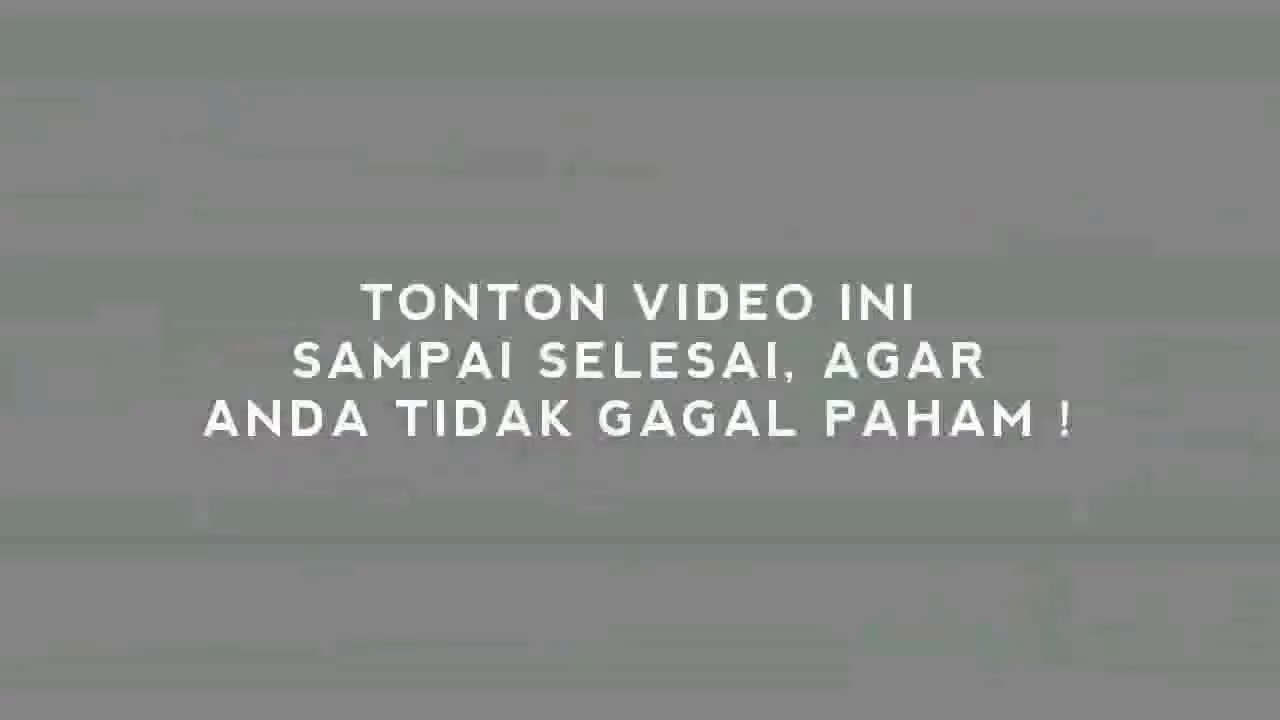 TONTON VIDEO INI
SAMPAI SELESAI, AGAR
ANDA TIDAK GAGAL PAHAM !